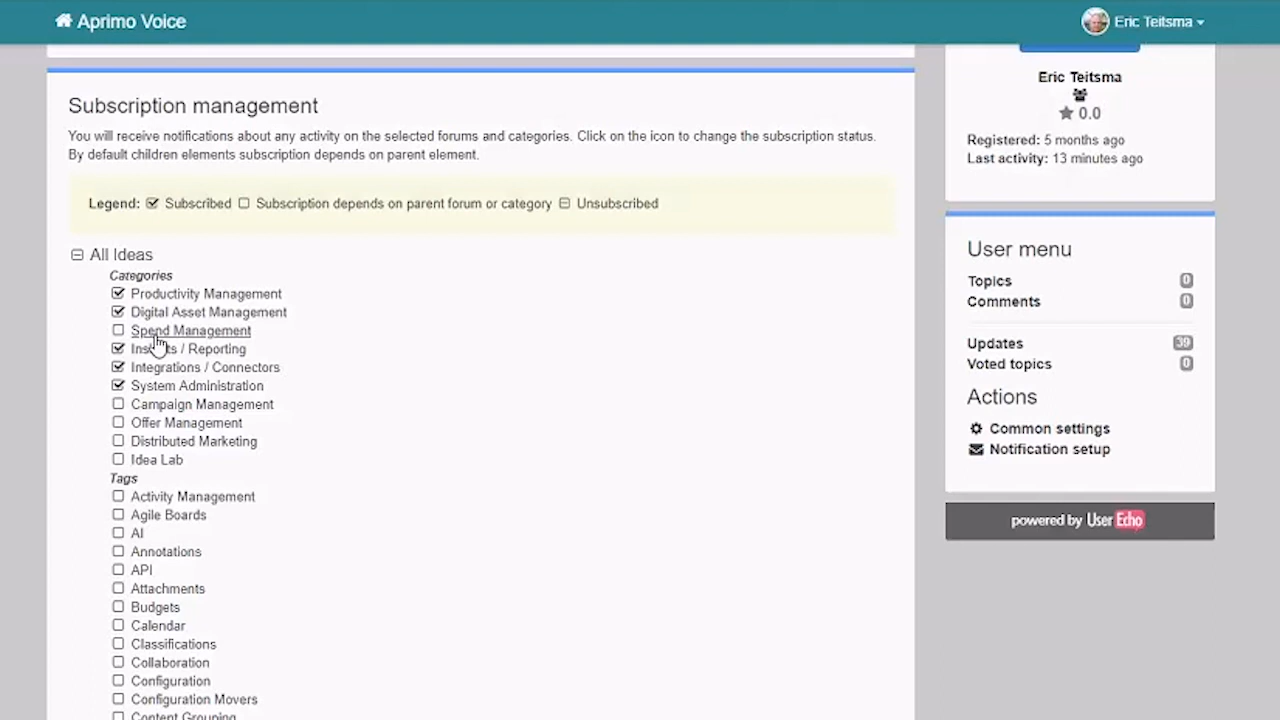 Aprimo Voice
Eric Teitsma
Subscription management
You will receive notifications about any activity on the selected forums and categories. Click on the icon to change the subscription status.
By default children elements subscription depends on parent element.
Legend: Subscribed Subscription depends on parent forum or category Unsubscribed
All Ideas
Categories
Productivity Management
Digital Asset Management
Spend Management
/ Reporting
Integrations / Connectors
System Administration
Campaign Management
Offer Management
Distributed Marketing
Idea Lab
Tags
Activity Management
Agile Boards
AI
Annotations
API
Attachments
Budgets
Calendar
Classifications
Collaboration
Configuration
Configuration Movers
Content Grouping
Eric Teitsma
0.0
Registered: 5 months ago
Last activity: 13 minutes ago
User menu
Topics 0
Comments 0
Updates 39
Voted topics 0
Actions
Common settings
Notification setup
powered by UserEcho